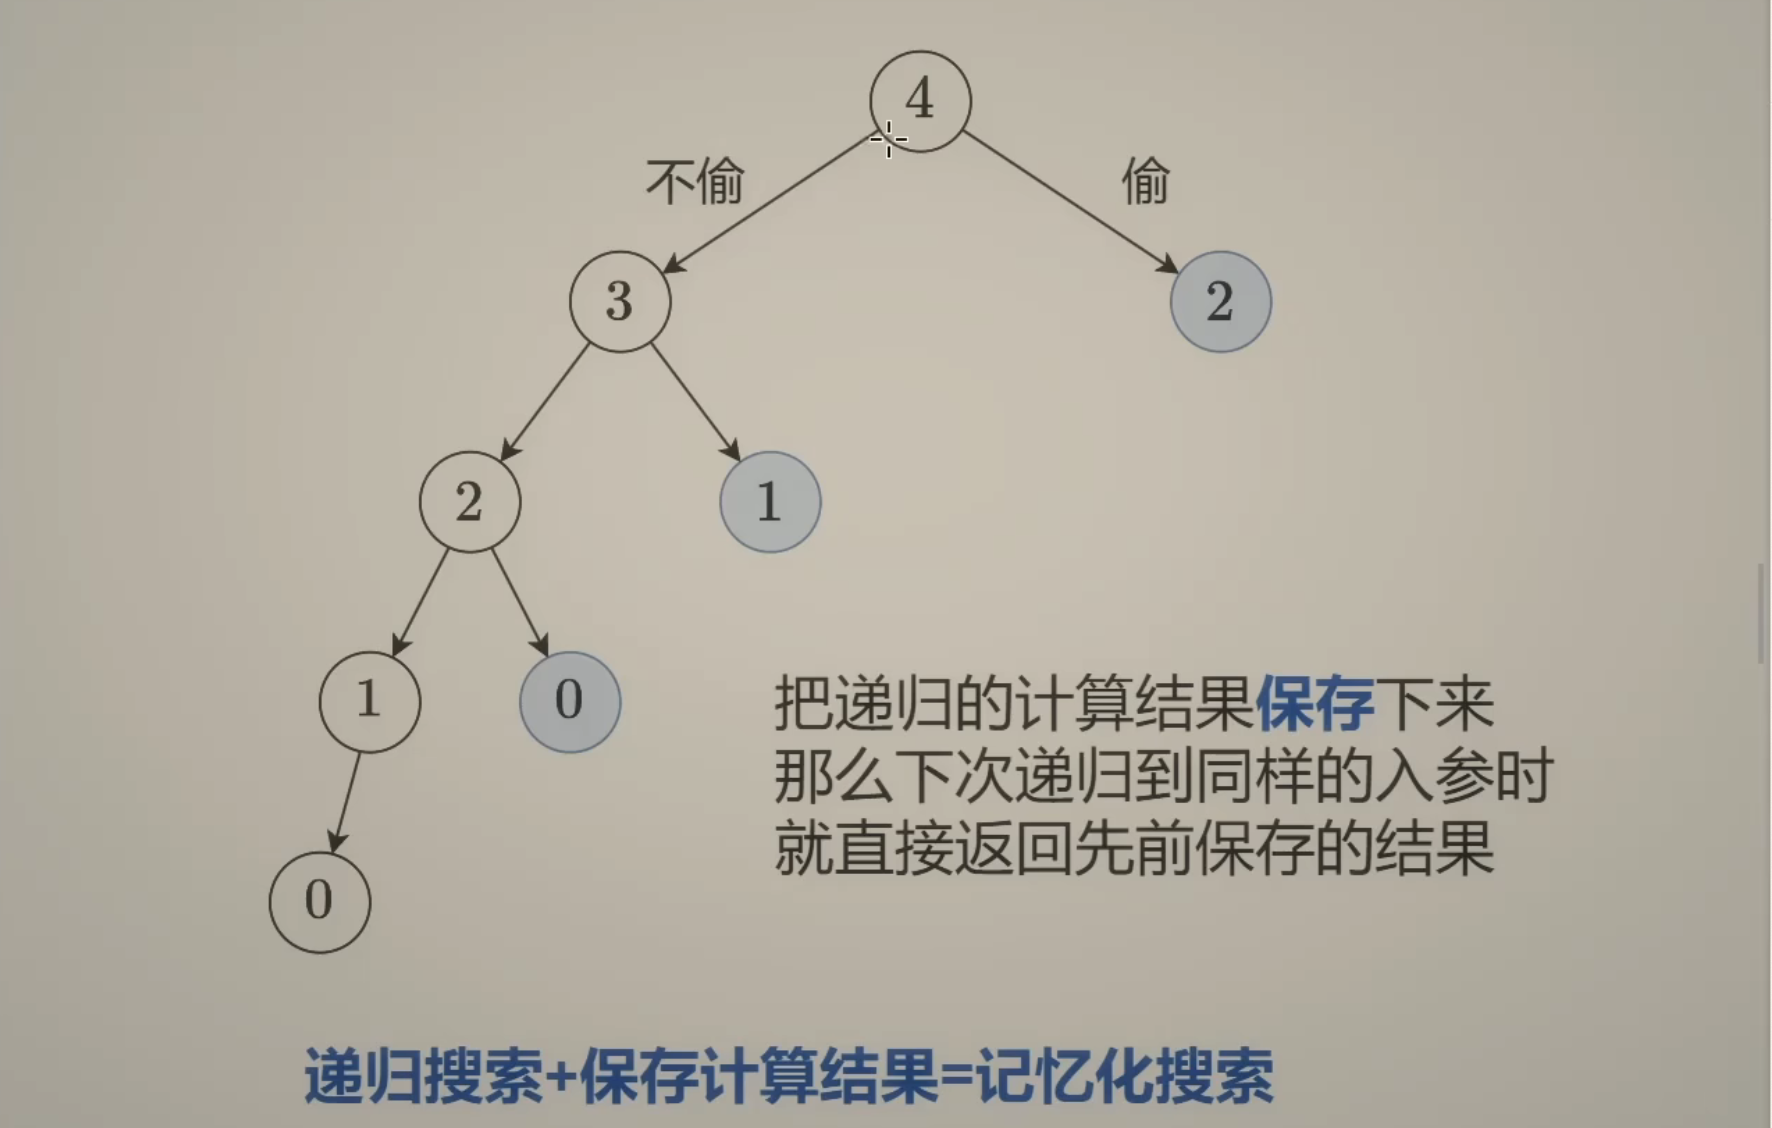 4
不偷
偷
3
2
2
1
1
0
0
把递归的计算结果保存下来
那么下次递归到同样的入参时
就直接返回先前保存的结果
递归搜索+保存计算结果=记忆化搜索